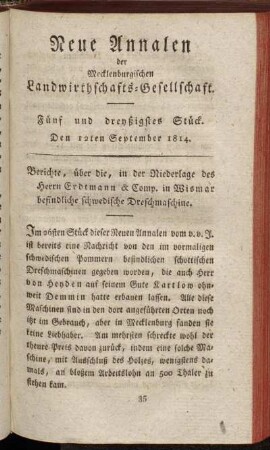 Neue Annalen
der
Mecklenburgischen
Landwirthschafts-Gesellschaft.
Fünf und dreyßigstes Stück.
Den 12ten September 1814.
Berichte, über die, in der Niederlage des
Herrn Erdtmann & Comp. in Wismar
befindliche schwedische Dreschmaschine.
Im 26sten Stück dieser Neuen Annalen vom v. v. J.
ist bereits eine Nachricht von den im vormaligen
schwedischen Pommern befindlichen schottischen
Dreschmaschinen gegeben worden, die auch Herr
von Heyden auf seinem Gute Kartlow ohn-
weit Demmin hatte erbauen lassen. Alle diese
Maschinen sind in den dort angeführten Orten noch
itzt im Gebrauch, aber in Mecklenburg fanden sie
keine Liebhaber. Am mehrsten schreckte wohl der
theure Preis davon zurück, indem eine solche Ma-
schine, mit Ausschluß des Holzes, wenigstens da-
mals, an bloßem Arbeitslohn an 500 Thaler zu
stehen kam.
35